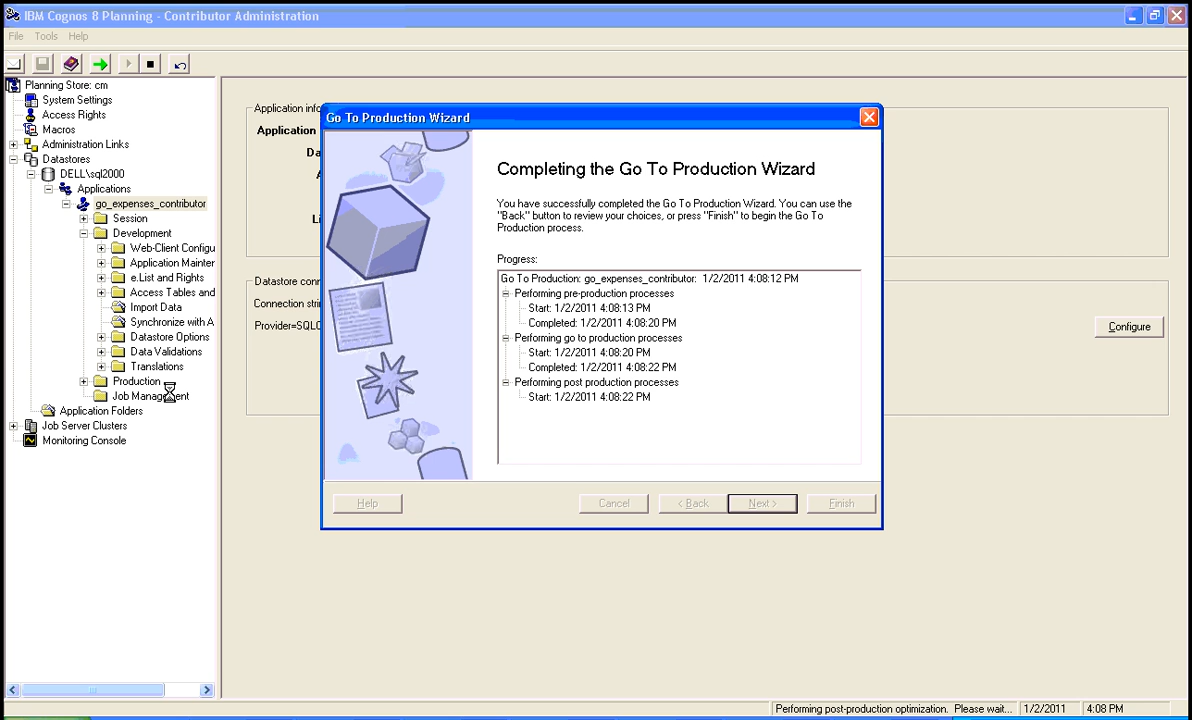 IBM Cognos 8 Planning - Contributor Administration
File Tools Help
Planning Store: cm
System Settings
Access Rights
Macros
Administration Links
Datastores
DELL\sql2000
Applications
go_expenses_contributor
Session
Development
Web-Client Configu
Application Mainter
e.List and Rights
Access Tables and
Import Data
Synchronize with A
Datastore Options
Data Validations
Translations
Production
Job Management
Application Folders
Job Server Clusters
Monitoring Console
Application info
Application
Da
A
Li
Datastore conn
Connection strin
Provider=SQLO
Configure
Go To Production Wizard
Completing the Go To Production Wizard
You have successfully completed the Go To Production Wizard. You can use the
"Back" button to review your choices, or press "Finish" to begin the Go To
Production process.
Progress:
Go To Production: go_expenses_contributor: 1/2/2011 4:08:12 PM
Performing pre-production processes
Start: 1/2/2011 4:08:13 PM
Completed: 1/2/2011 4:08:20 PM
Performing go to production processes
Start: 1/2/2011 4:08:20 PM
Completed: 1/2/2011 4:08:22 PM
Performing post production processes
Start: 1/2/2011 4:08:22 PM
Help Cancel < Back Next > Finish
Performing post-production optimization. Please wait... 1/2/2011 4:08 PM